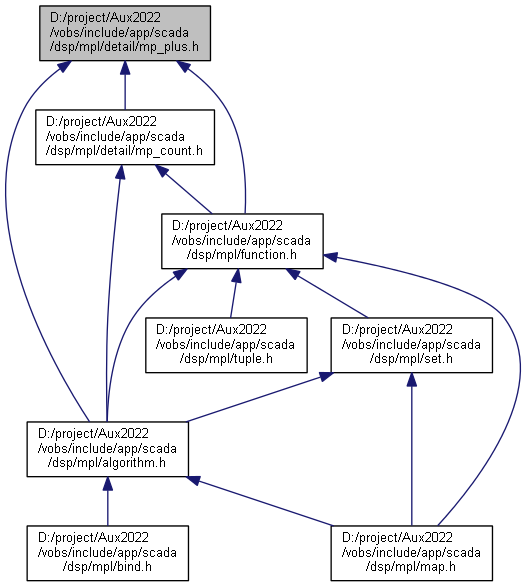 D:/project/Aux2022
/vobs/include/app/scada
/dsp/mpl/detail/mp_plus.h
D:/project/Aux2022
/vobs/include/app/scada
/dsp/mpl/detail/mp_count.h
D:/project/Aux2022
/vobs/include/app/scada
/dsp/mpl/function.h
D:/project/Aux2022
/vobs/include/app/scada
/dsp/mpl/tuple.h
D:/project/Aux2022
/vobs/include/app/scada
/dsp/mpl/set.h
D:/project/Aux2022
/vobs/include/app/scada
/dsp/mpl/algorithm.h
D:/project/Aux2022
/vobs/include/app/scada
/dsp/mpl/bind.h
D:/project/Aux2022
/vobs/include/app/scada
/dsp/mpl/map.h